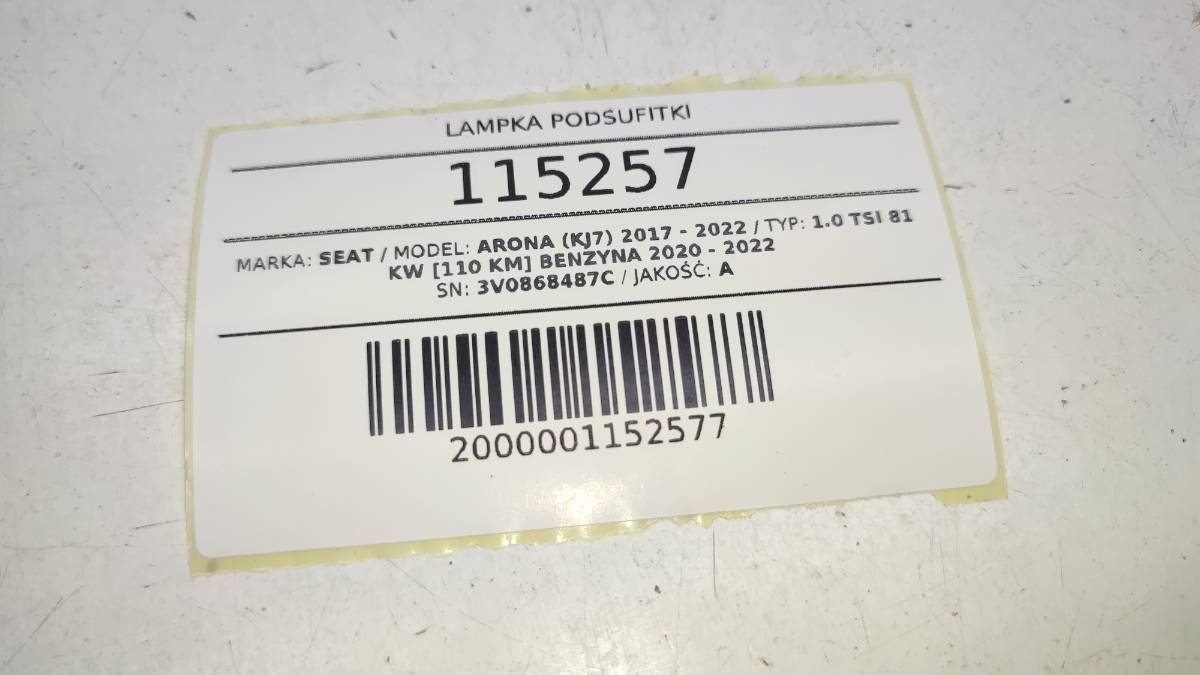 LAMPKA PODSUFITKI
115257
MARKA: SEAT / MODEL: ARONA (KJ7) 2017 - 2022 / TYP: 1.0 TSI 81
KW [110 KM] BENZYNA 2020 - 2022
SN: 3V0868487C / JAKOŚĆ: A
2000001152577